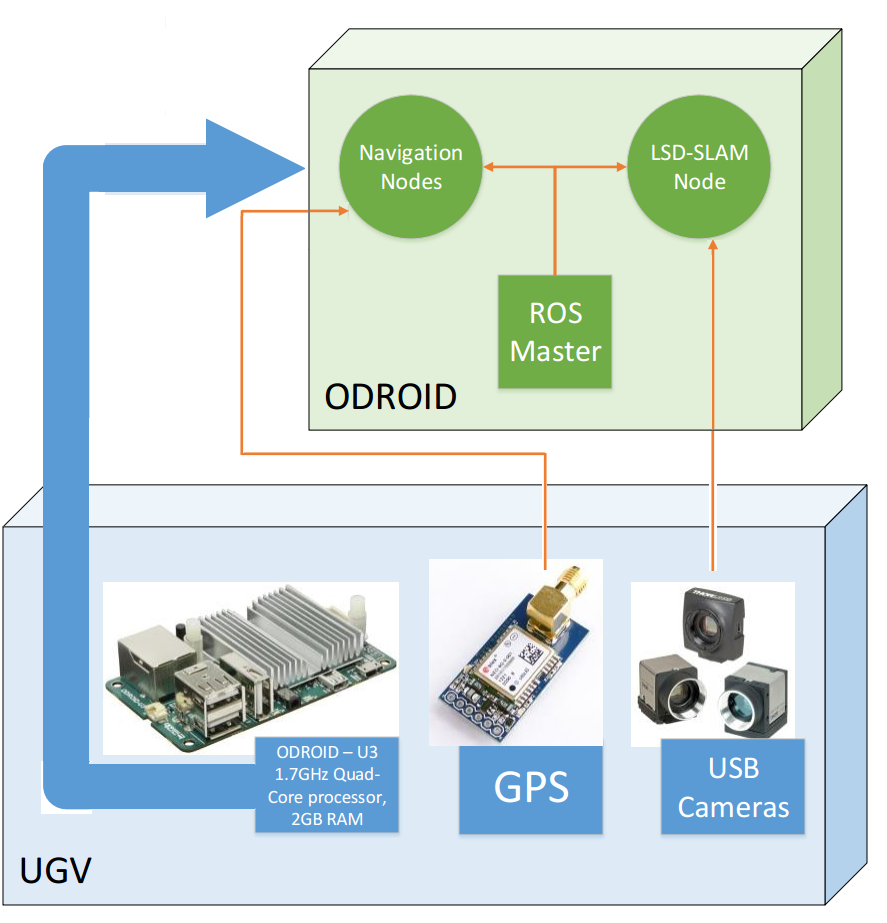 Navigation
Nodes
LSD-SLAM
Node
ROS
Master
ODROID
ODROID – U3
1.7GHz Quad-
Core processor,
2GB RAM
GPS
USB
Cameras
UGV